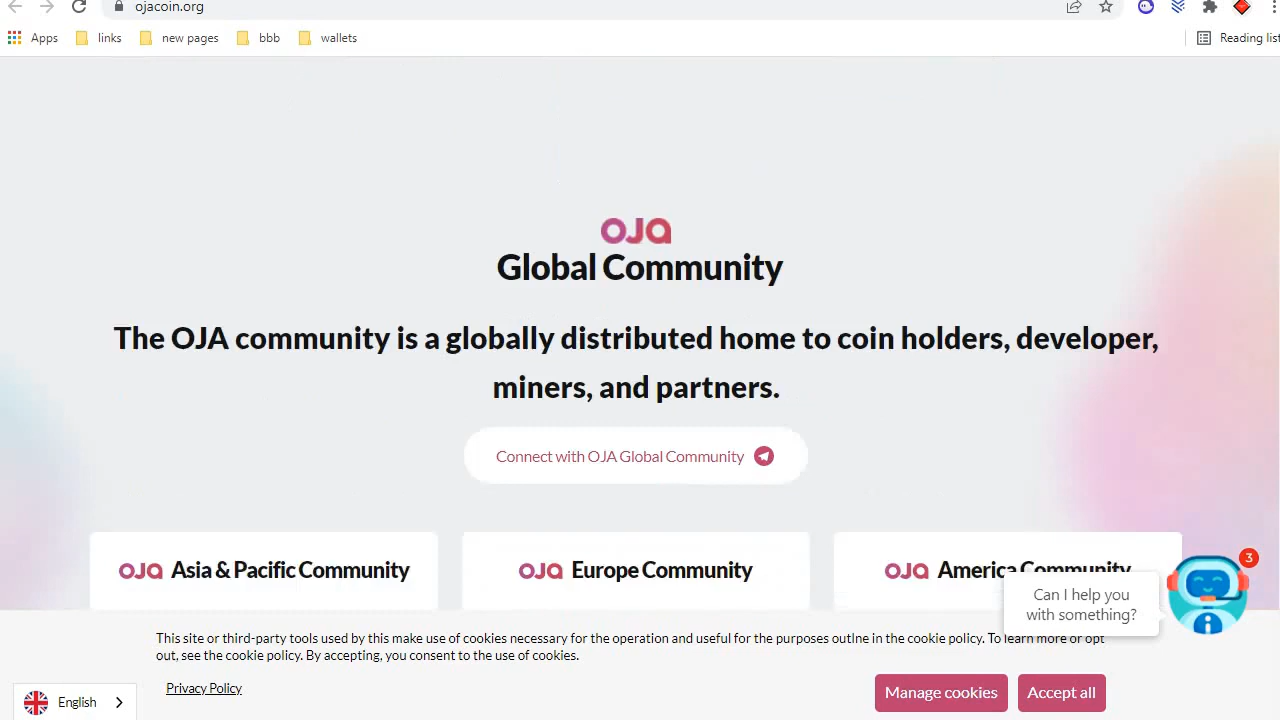 ojacoin.org
Apps links new pages bbb wallets Reading list
OJA
Global Community
The OJA community is a globally distributed home to coin holders, developer,
miners, and partners.
Connect with OJA Global Community
OJA Asia & Pacific Community
OJA Europe Community
OJA America Community
3
Can I help you
with something?
This site or third-party tools used by this make use of cookies necessary for the operation and useful for the purposes outlne in the cookie policy. To learn more or opt
out, see the cookie policy. By accepting, you consent to the use of cookies.
Privacy Policy
Manage cookies Accept all
English